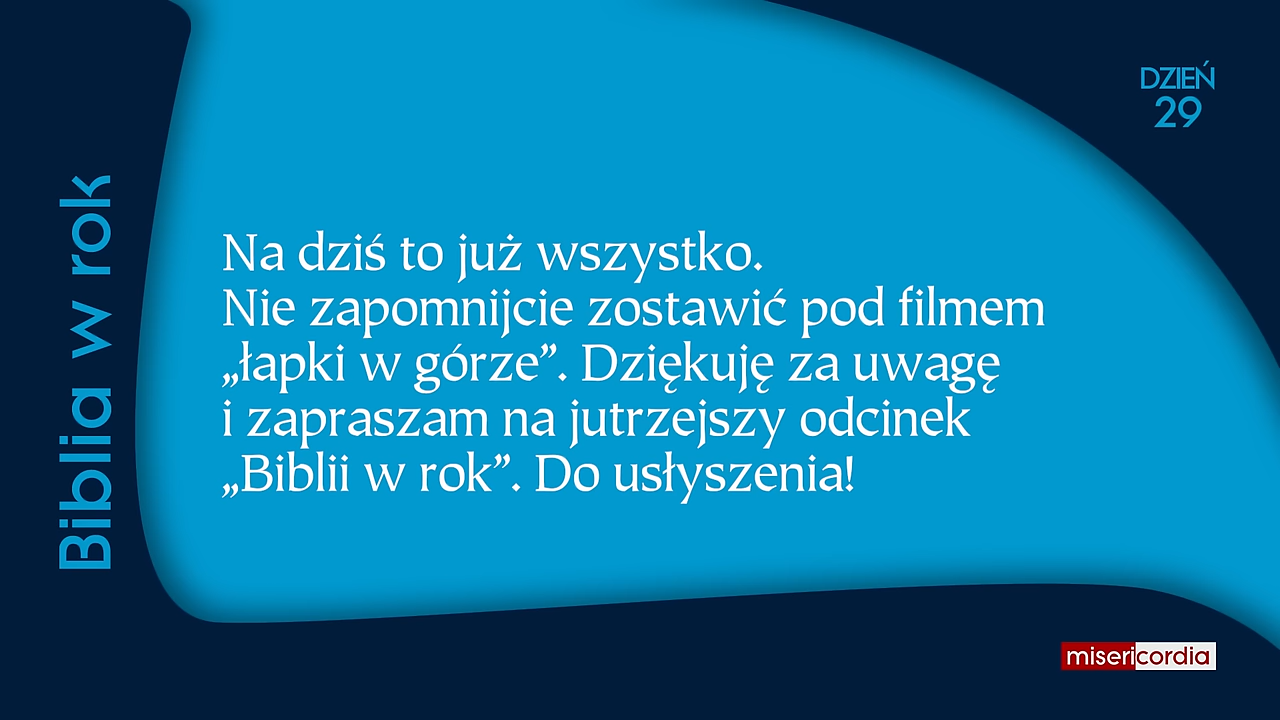 Biblia w rok
DZIEŃ
29
Na dziś to już wszystko.
Nie zapomnijcie zostawić pod filmem
„łapki w górze”. Dziękuję za uwagę
i zapraszam na jutrzejszy odcinek
„Biblii w rok”. Do usłyszenia!
misericordia